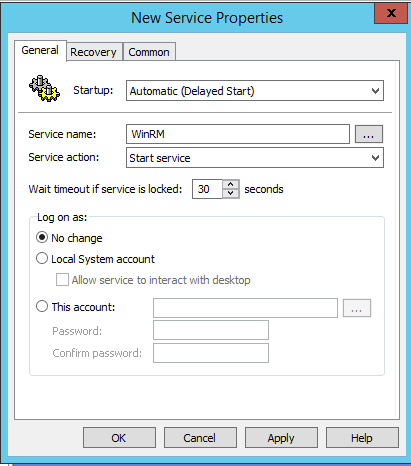 New Service Properties
x
General Recovery Common
Startup: Automatic (Delayed Start)
Service name: WinRM ...
Service action: Start service
Wait timeout if service is locked: 30 seconds
Log on as:
No change
Local System account
Allow service to interact with desktop
This account: ...
Password:
Confirm password:
OK Cancel Apply Help